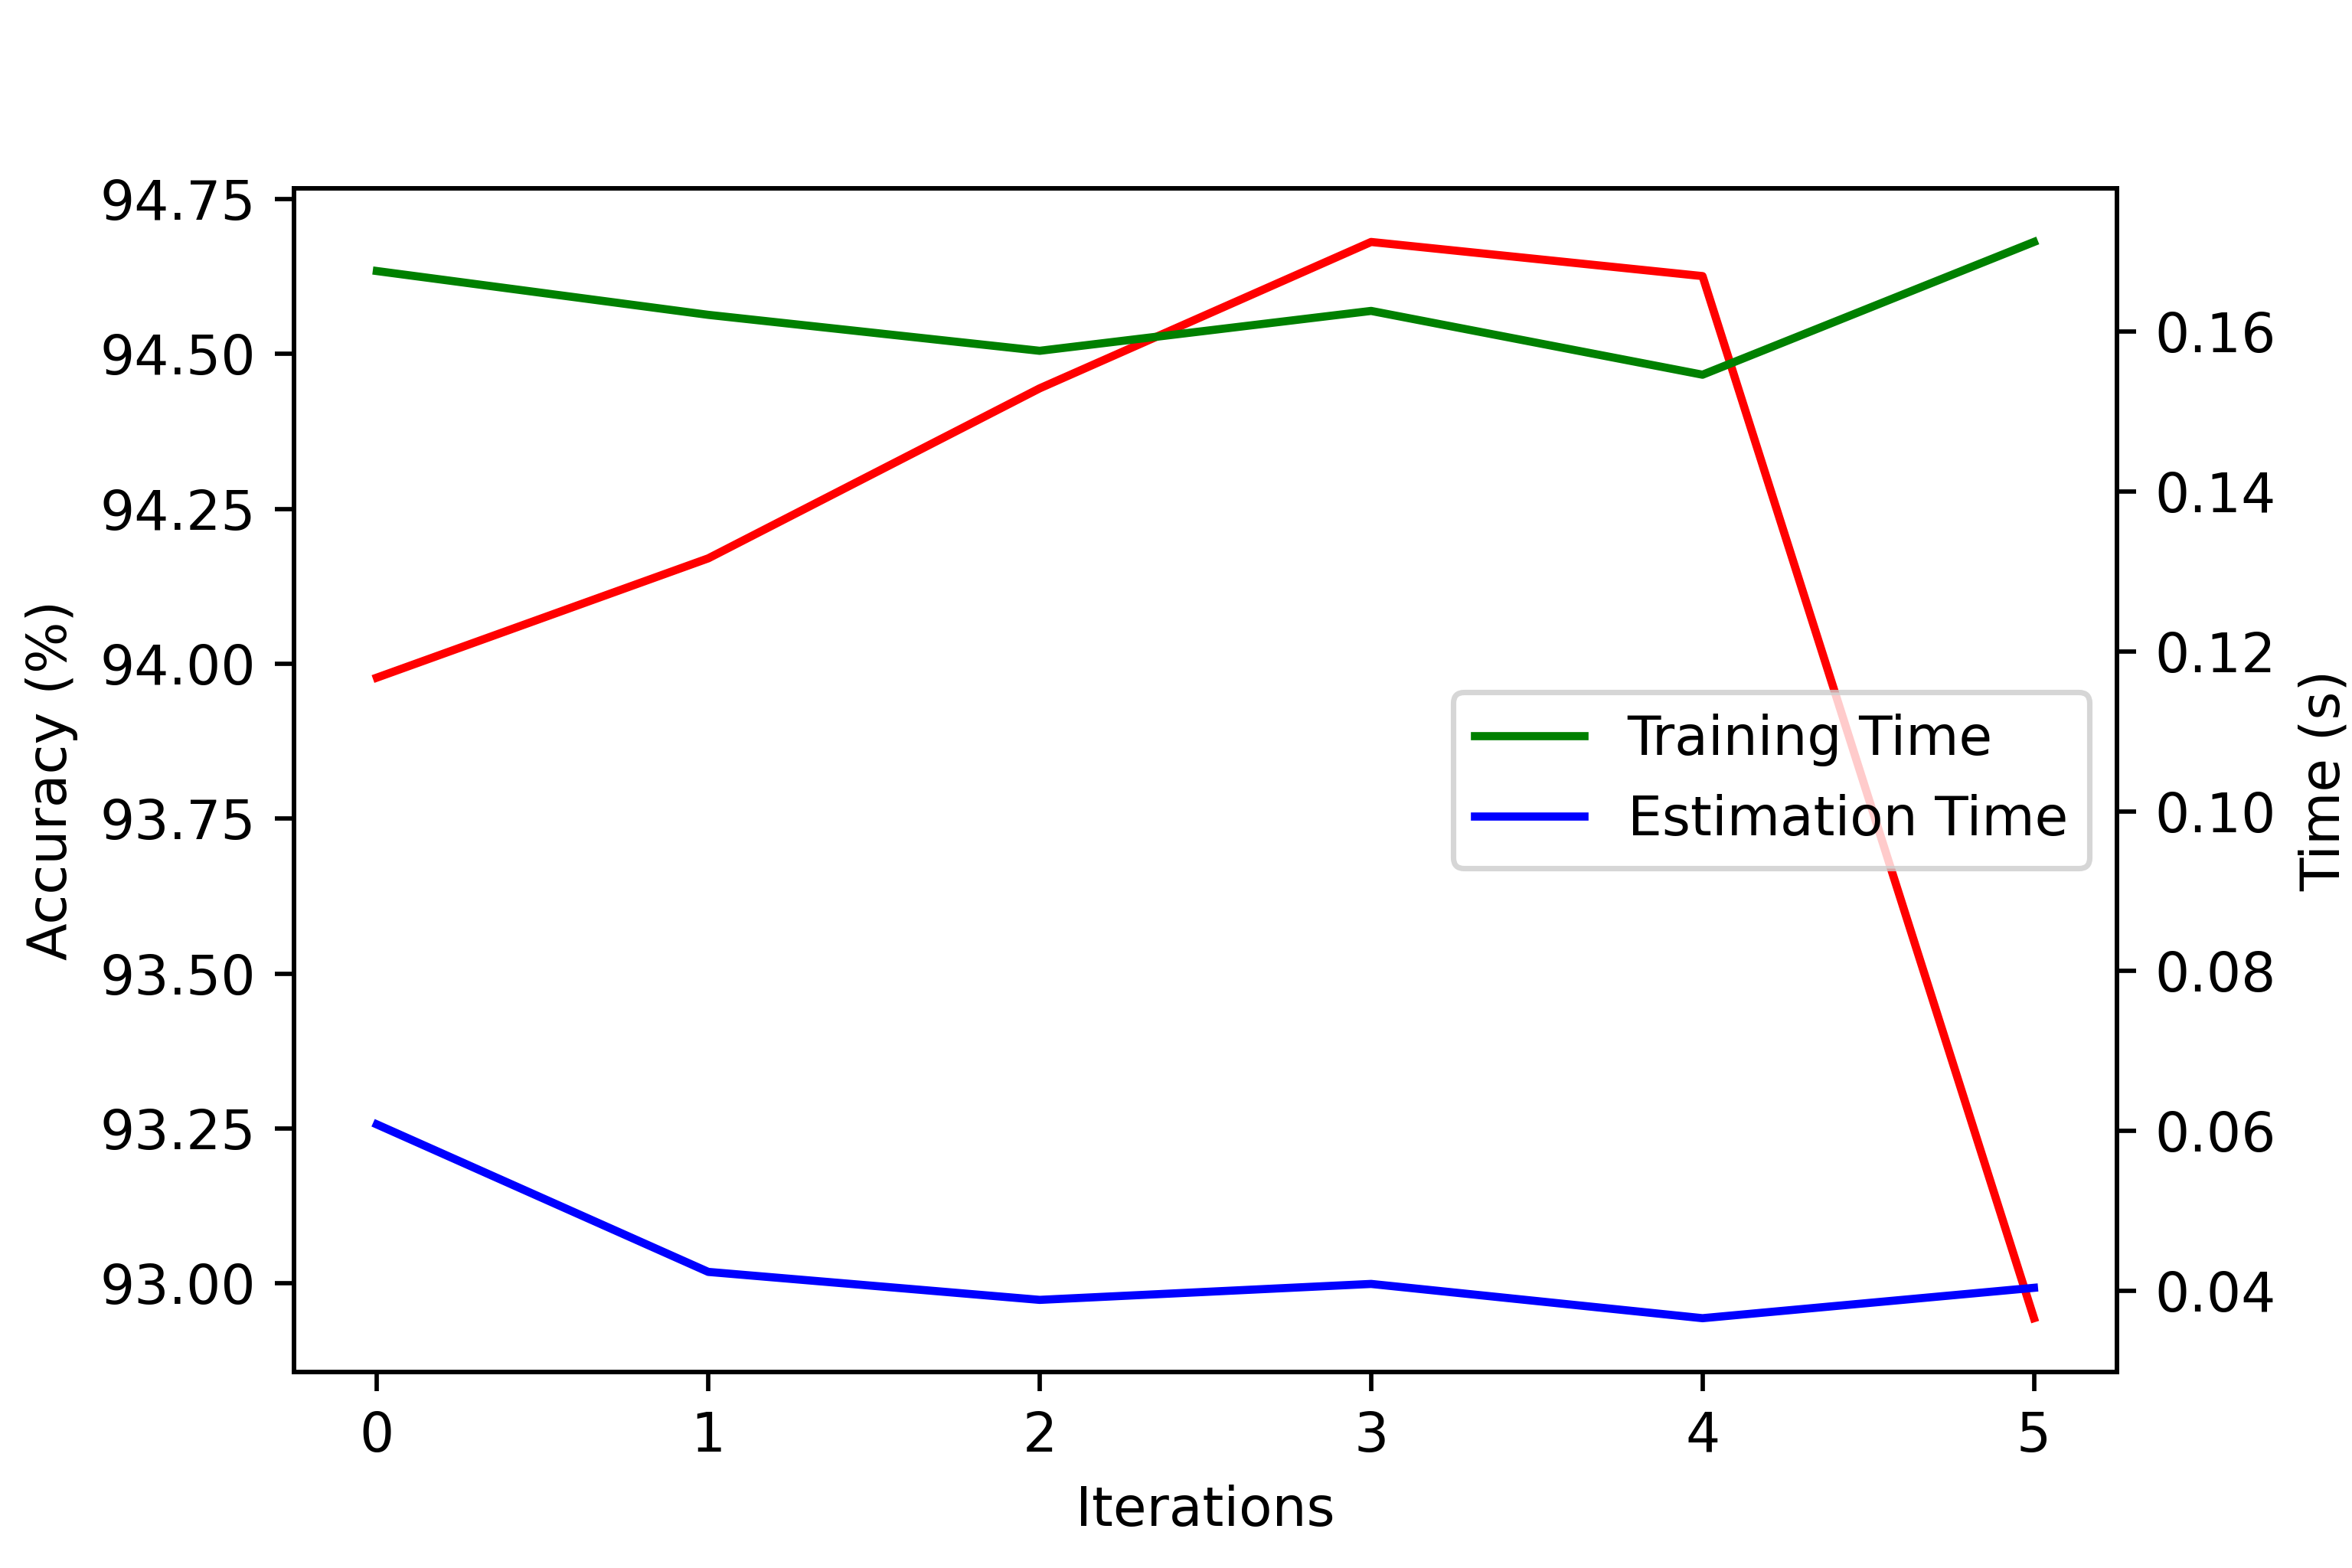 94.75
94.50
94.25
94.00
93.75
93.50
93.25
93.00
Accuracy (%)
0.16
0.14
0.12
0.10
0.08
0.06
0.04
Time (s)
Training Time
Estimation Time
0 1 2 3 4 5
Iterations